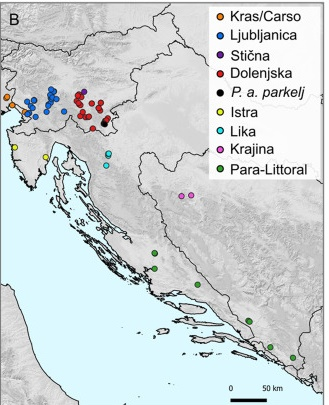 B
Kras/Carso
Ljubljanica
Stična
Dolenjska
P. a. parkelj
Istra
Lika
Krajina
Para-Littoral
0 50 km